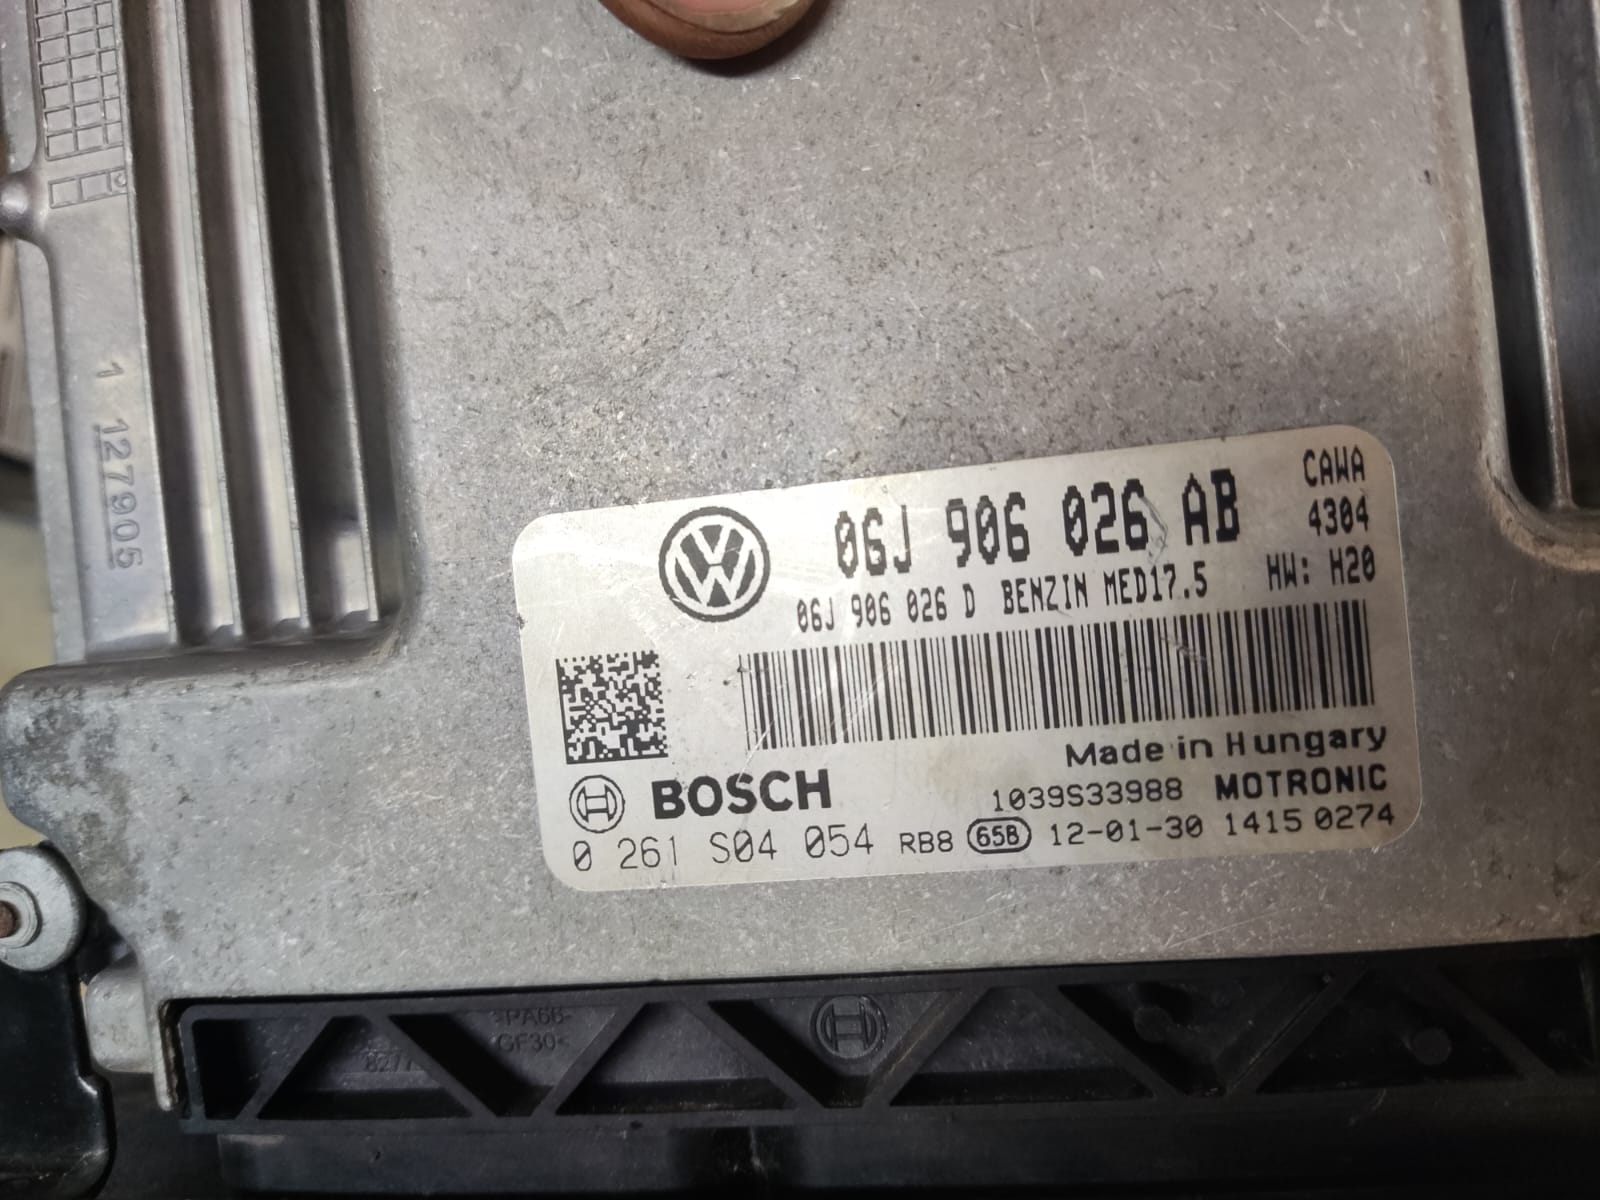 1 127905
06J 906 026 AB
CAWA
4304
06J 906 026 D BENZIN MED17.5
HW: H20
Made in Hungary
BOSCH
1039S33988 MOTRONIC
0 261 S04 054 RB8 65B 12-01-30 1415 0274
>PA66-
GF30<